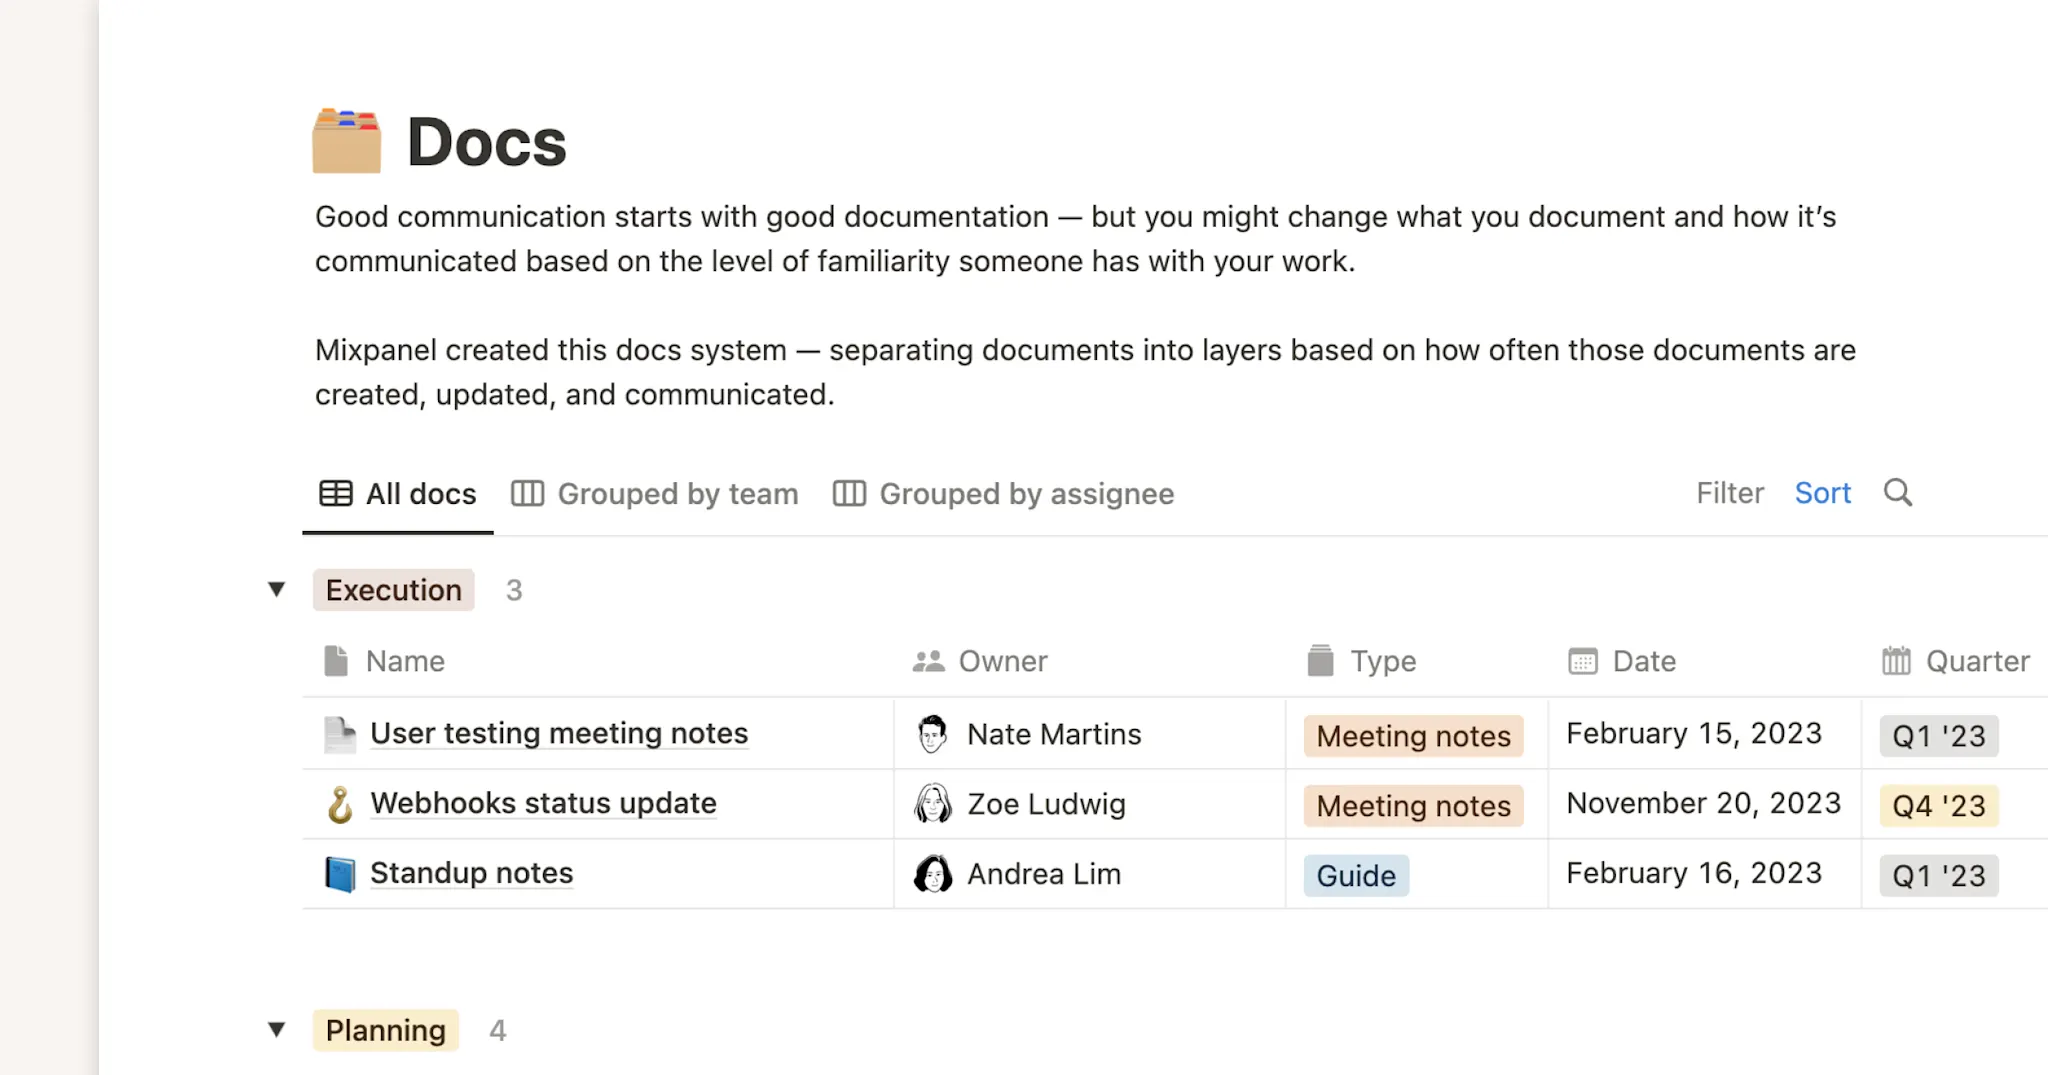 Docs
Good communication starts with good documentation — but you might change what you document and how it’s
communicated based on the level of familiarity someone has with your work.
Mixpanel created this docs system — separating documents into layers based on how often those documents are
created, updated, and communicated.
All docs Grouped by team Grouped by assignee Filter Sort
Execution 3
Name Owner Type Date Quarter
User testing meeting notes Nate Martins Meeting notes February 15, 2023 Q1 '23
Webhooks status update Zoe Ludwig Meeting notes November 20, 2023 Q4 '23
Standup notes Andrea Lim Guide February 16, 2023 Q1 '23
Planning 4